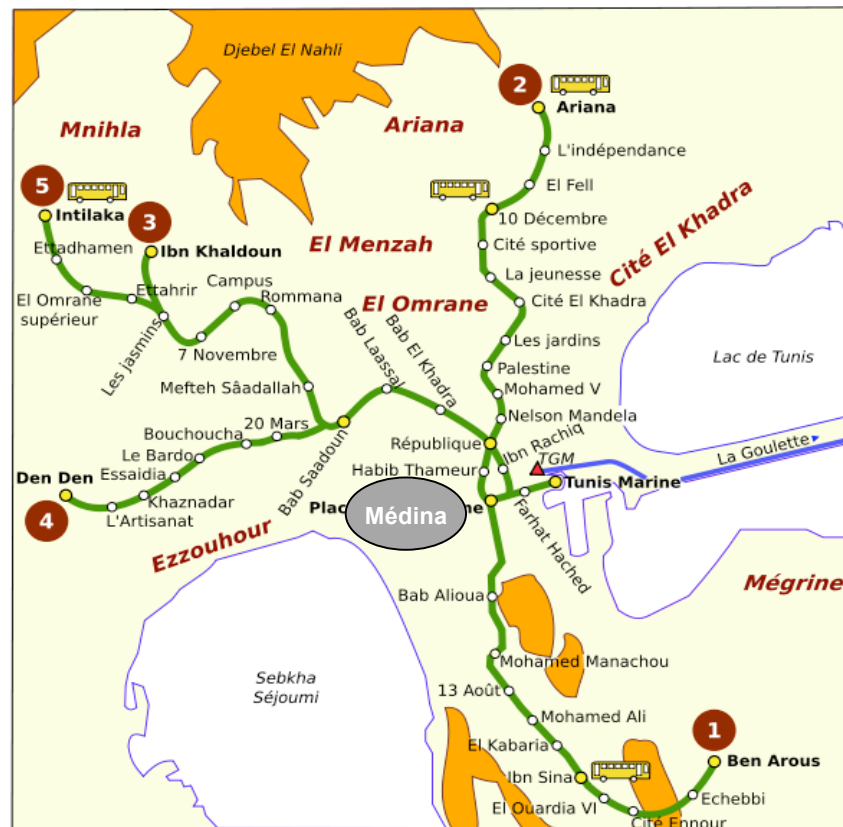 Djebel El Nahli
2
Ariana
Mnihla
Ariana
L'indépendance
5
El Fell
Intilaka
3
10 Décembre
Ettadhamen
Ibn Khaldoun
El Menzah
Cité sportive
Cité El Khadra
La jeunesse
El Omrane
supérieur
Ettahrir
Campus
Rommana
El Omrane
Cité El Khadra
Les jasmins
7 Novembre
Bab Laassal
Bab El Khadra
Les jardins
Lac de Tunis
Palestine
Mefteh Sâadallah
Mohamed V
20 Mars
Nelson Mandela
Bouchoucha
République
Ibn Rachiq
La Goulette
Le Bardo
Bab Saadoun
TGM
Den Den
Essaidia
Habib Thameur
Tunis Marine
Khaznadar
L'Artisanat
Médina
4
Farhat Hached
Ezzouhour
Mégrine
Bab Alioua
Mohamed Manachou
Sebkha
Séjoumi
13 Août
Mohamed Ali
1
El Kabaria
Ben Arous
Ibn Sina
El Ouardia VI
Echebbi
Cité Ennour